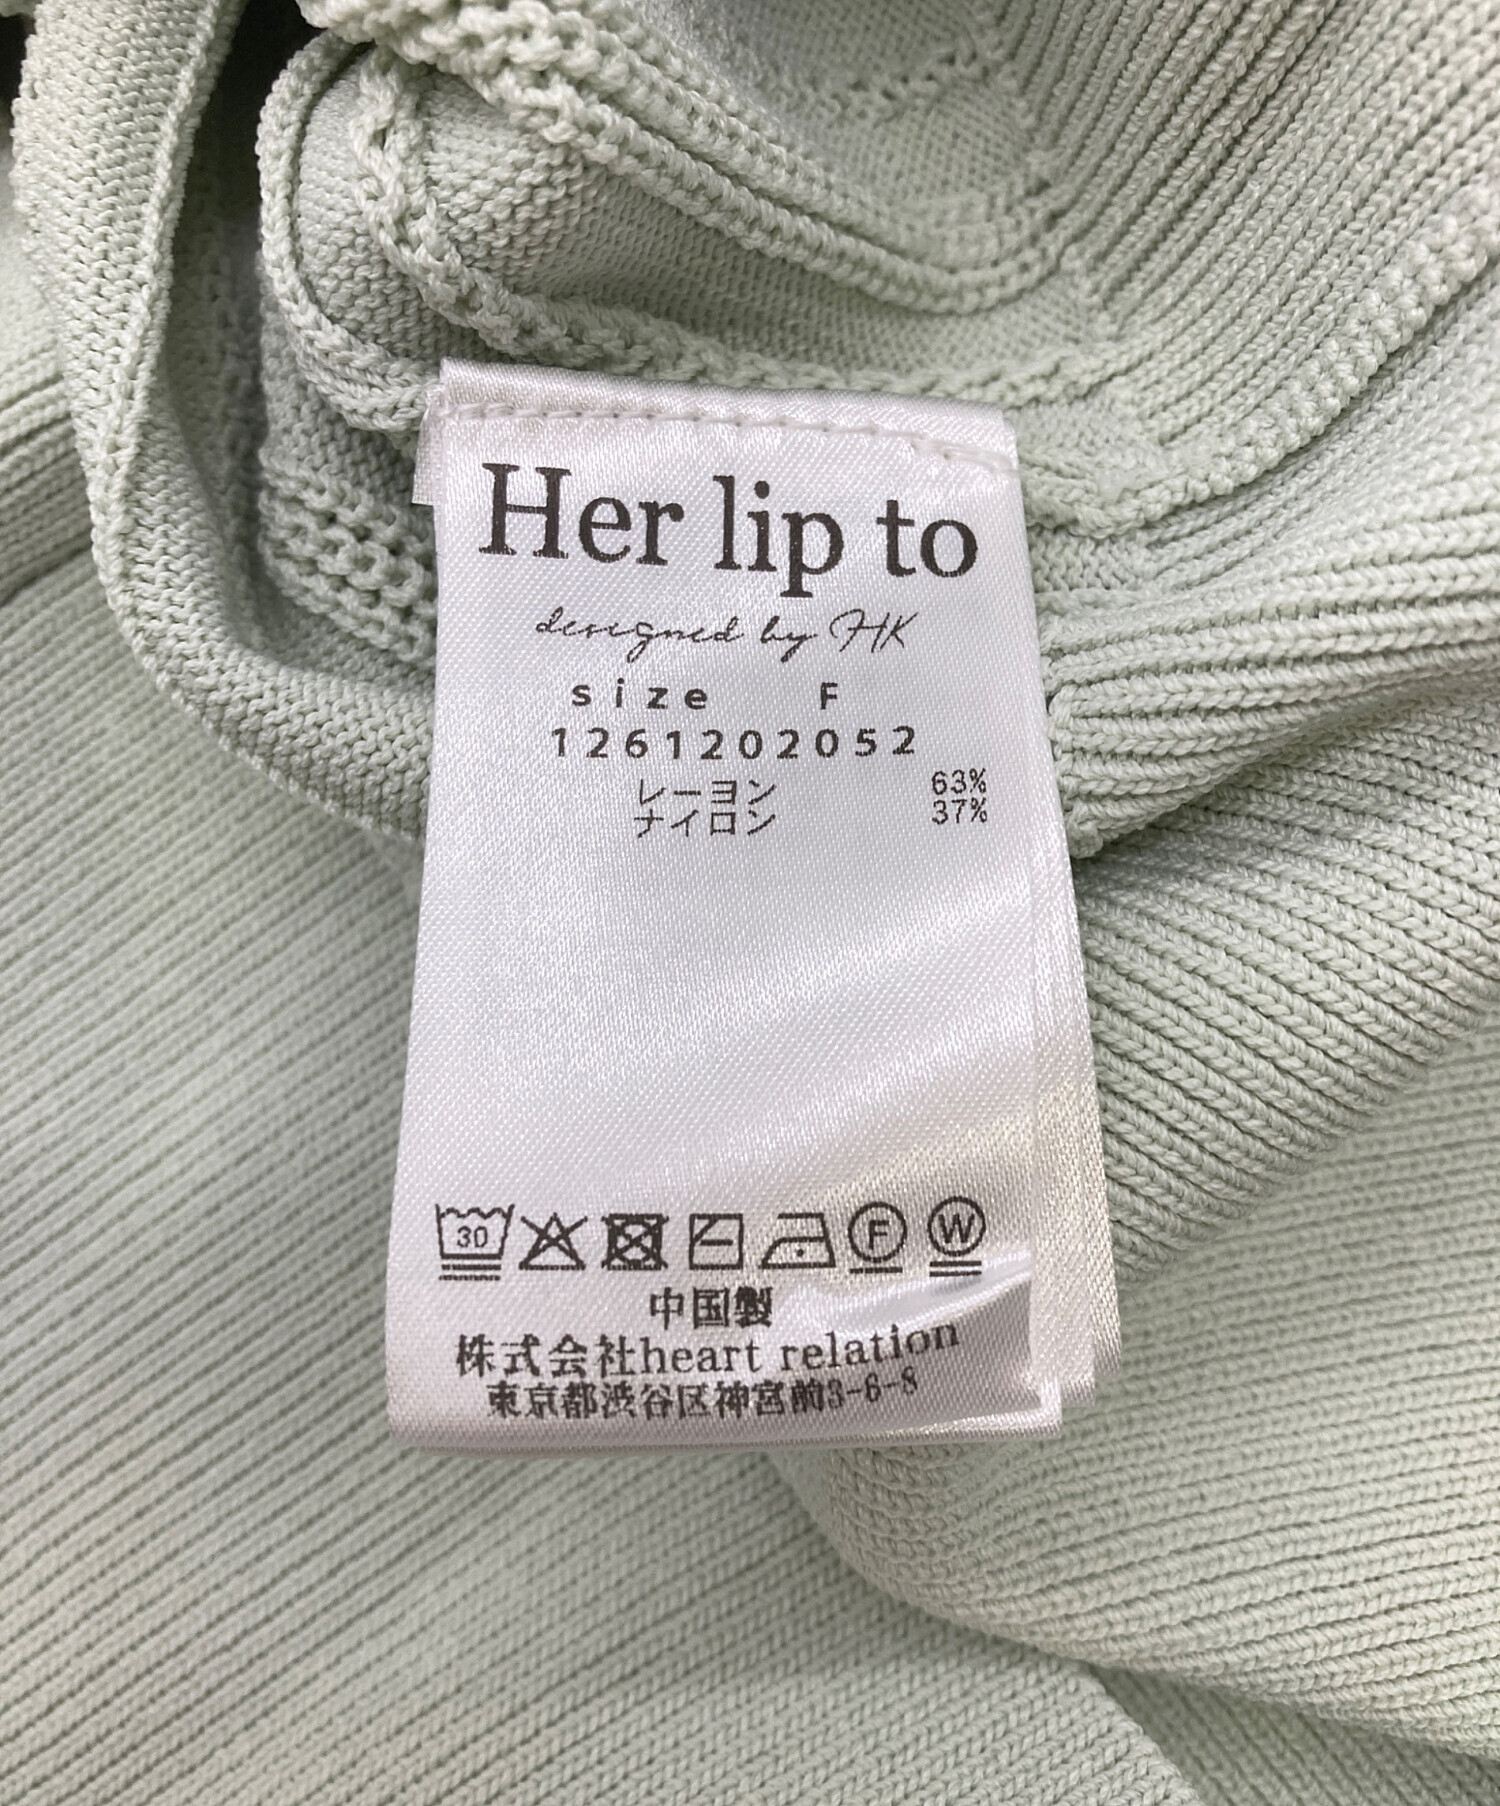 Her lip to
designed by HK
size F
1261202052
レーヨン 63%
ナイロン 37%
30 F W
中国製
株式会社heart relation
東京都渋谷区神宮前3-6-8